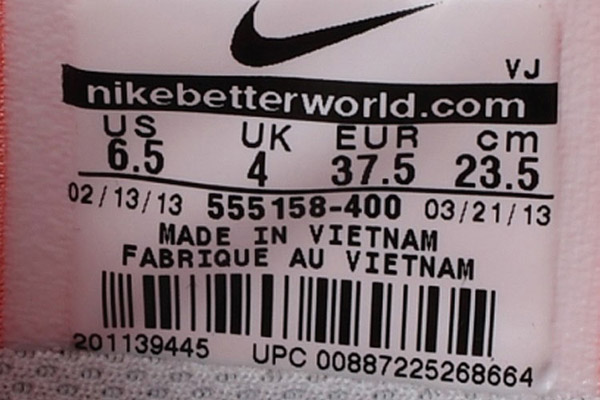 VJ
nikebetterworld.com
US UK EUR cm
6.5 4 37.5 23.5
02/13/13 555158-400 03/21/13
MADE IN VIETNAM
FABRIQUE AU VIETNAM
201139445 UPC 00887225268664